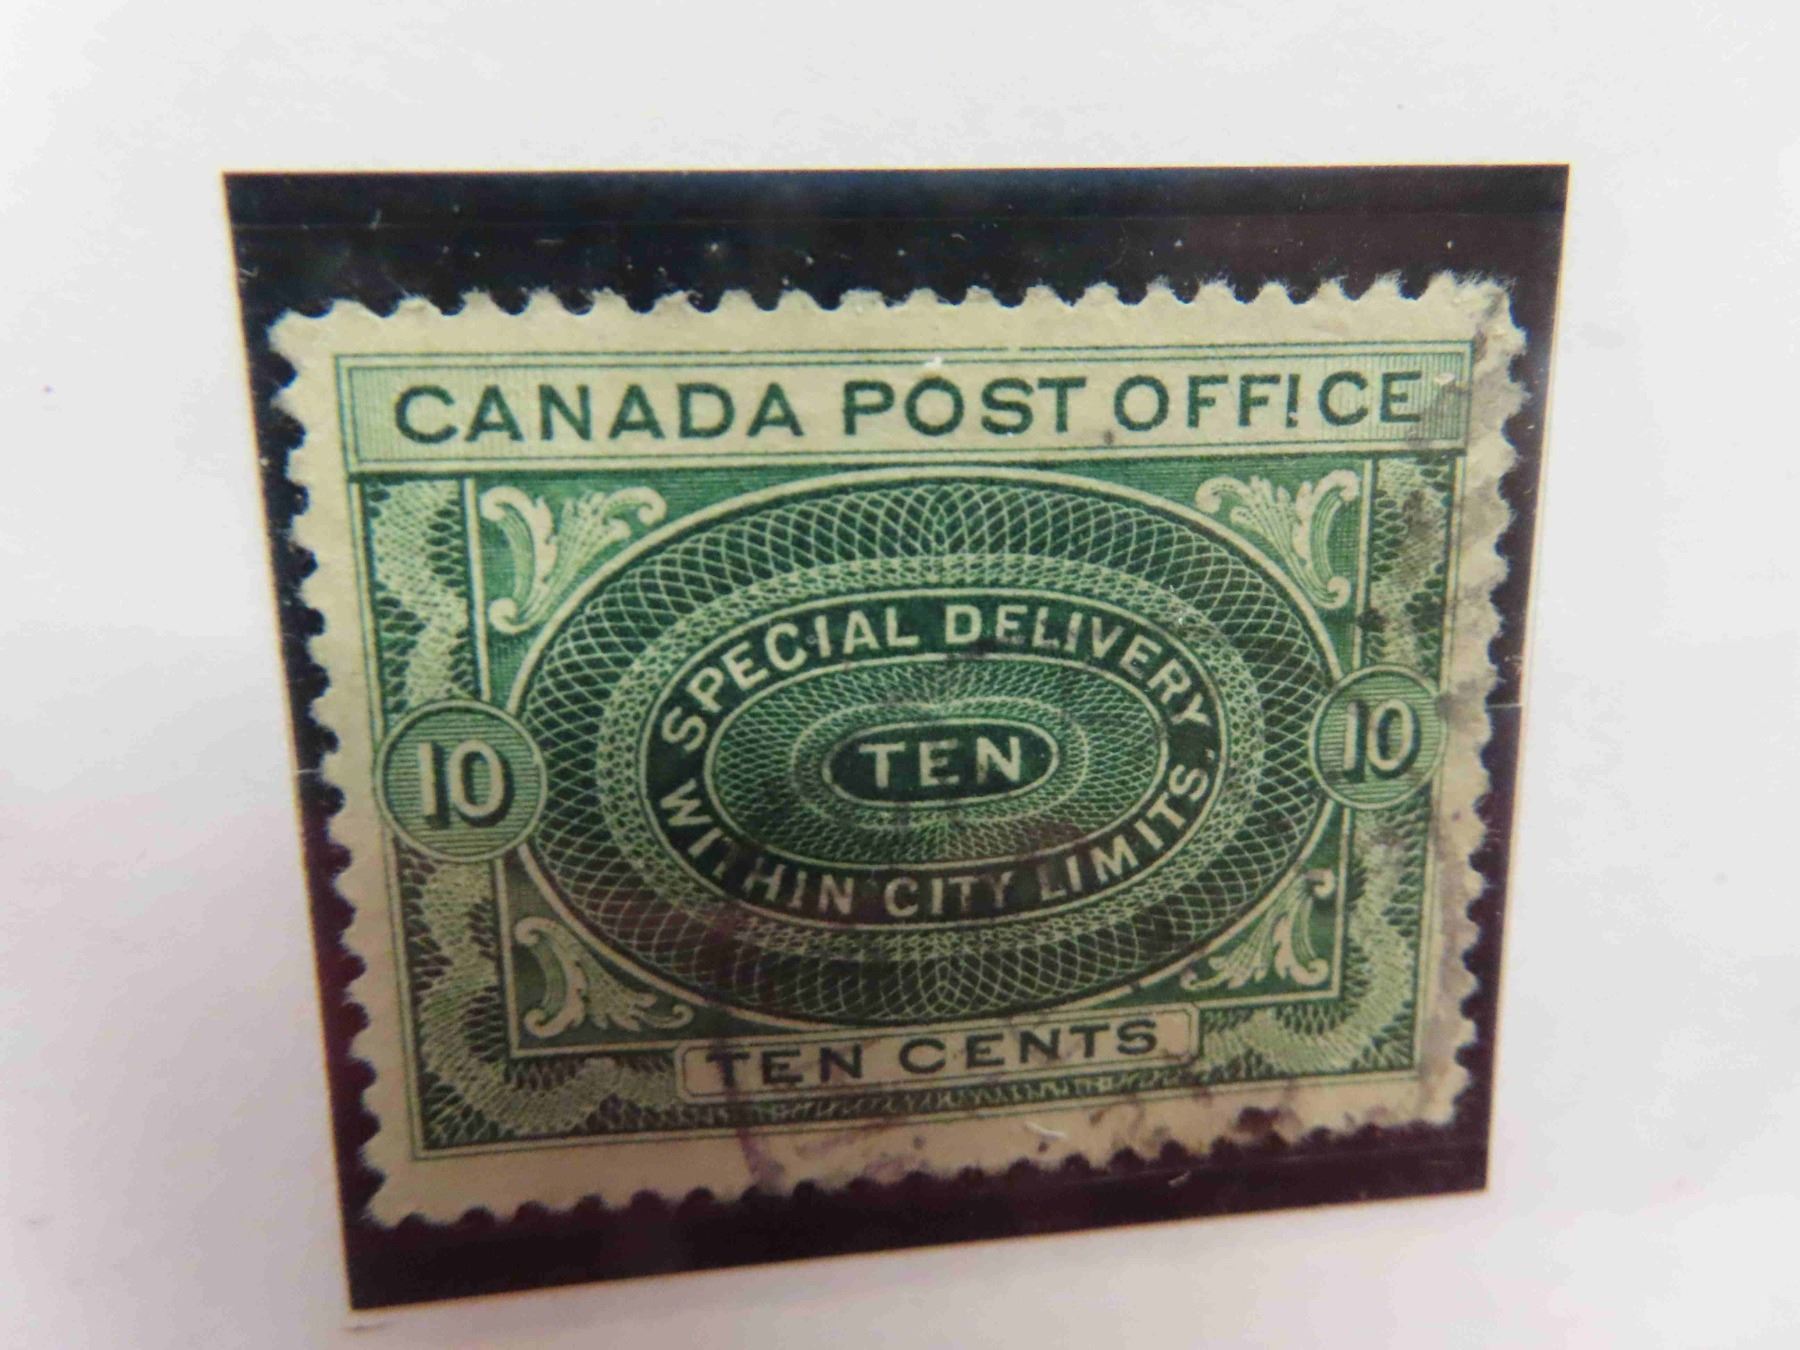 CANADA POST OFFICE
SPECIAL DELIVERY
10
TEN
10
WITHIN CITY LIMITS
TEN CENTS